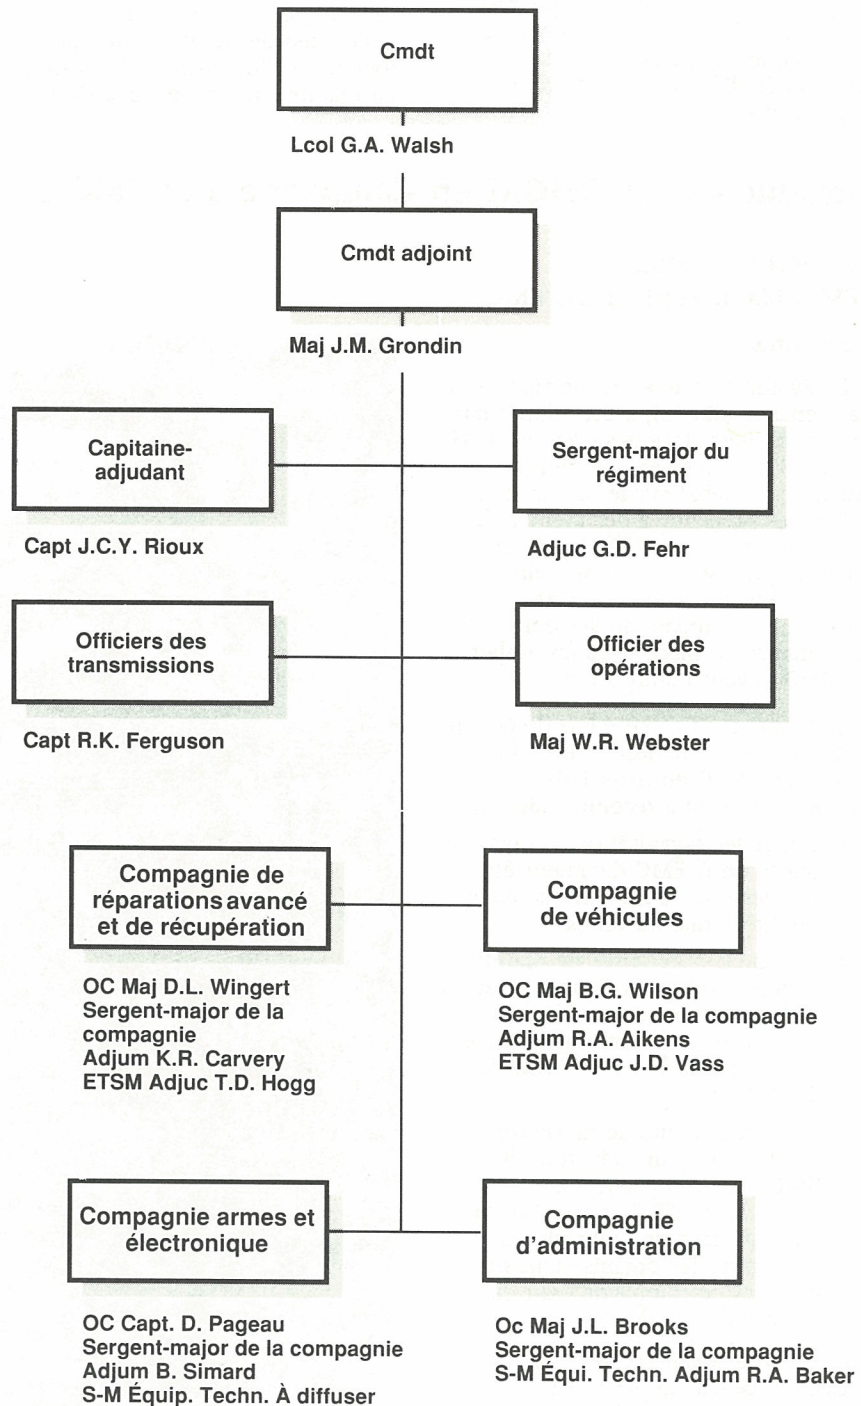 Cmdt
Lcol G.A. Walsh
Cmdt adjoint
Maj J.M. Grondin
Capitaine-
adjudant
Capt J.C.Y. Rioux
Sergent-major du
régiment
Adjuc G.D. Fehr
Officiers des
transmissions
Capt R.K. Ferguson
Officier des
opérations
Maj W.R. Webster
Compagnie de
réparations avancé
et de récupération
OC Maj D.L. Wingert
Sergent-major de la
compagnie
Adjum K.R. Carvery
ETSM Adjuc T.D. Hogg
Compagnie
de véhicules
OC Maj B.G. Wilson
Sergent-major de la compagnie
Adjum R.A. Aikens
ETSM Adjuc J.D. Vass
Compagnie armes et
électronique
OC Capt. D. Pageau
Sergent-major de la compagnie
Adjum B. Simard
S-M Équip. Techn. À diffuser
Compagnie
d'administration
Oc Maj J.L. Brooks
Sergent-major de la compagnie
S-M Équi. Techn. Adjum R.A. Baker